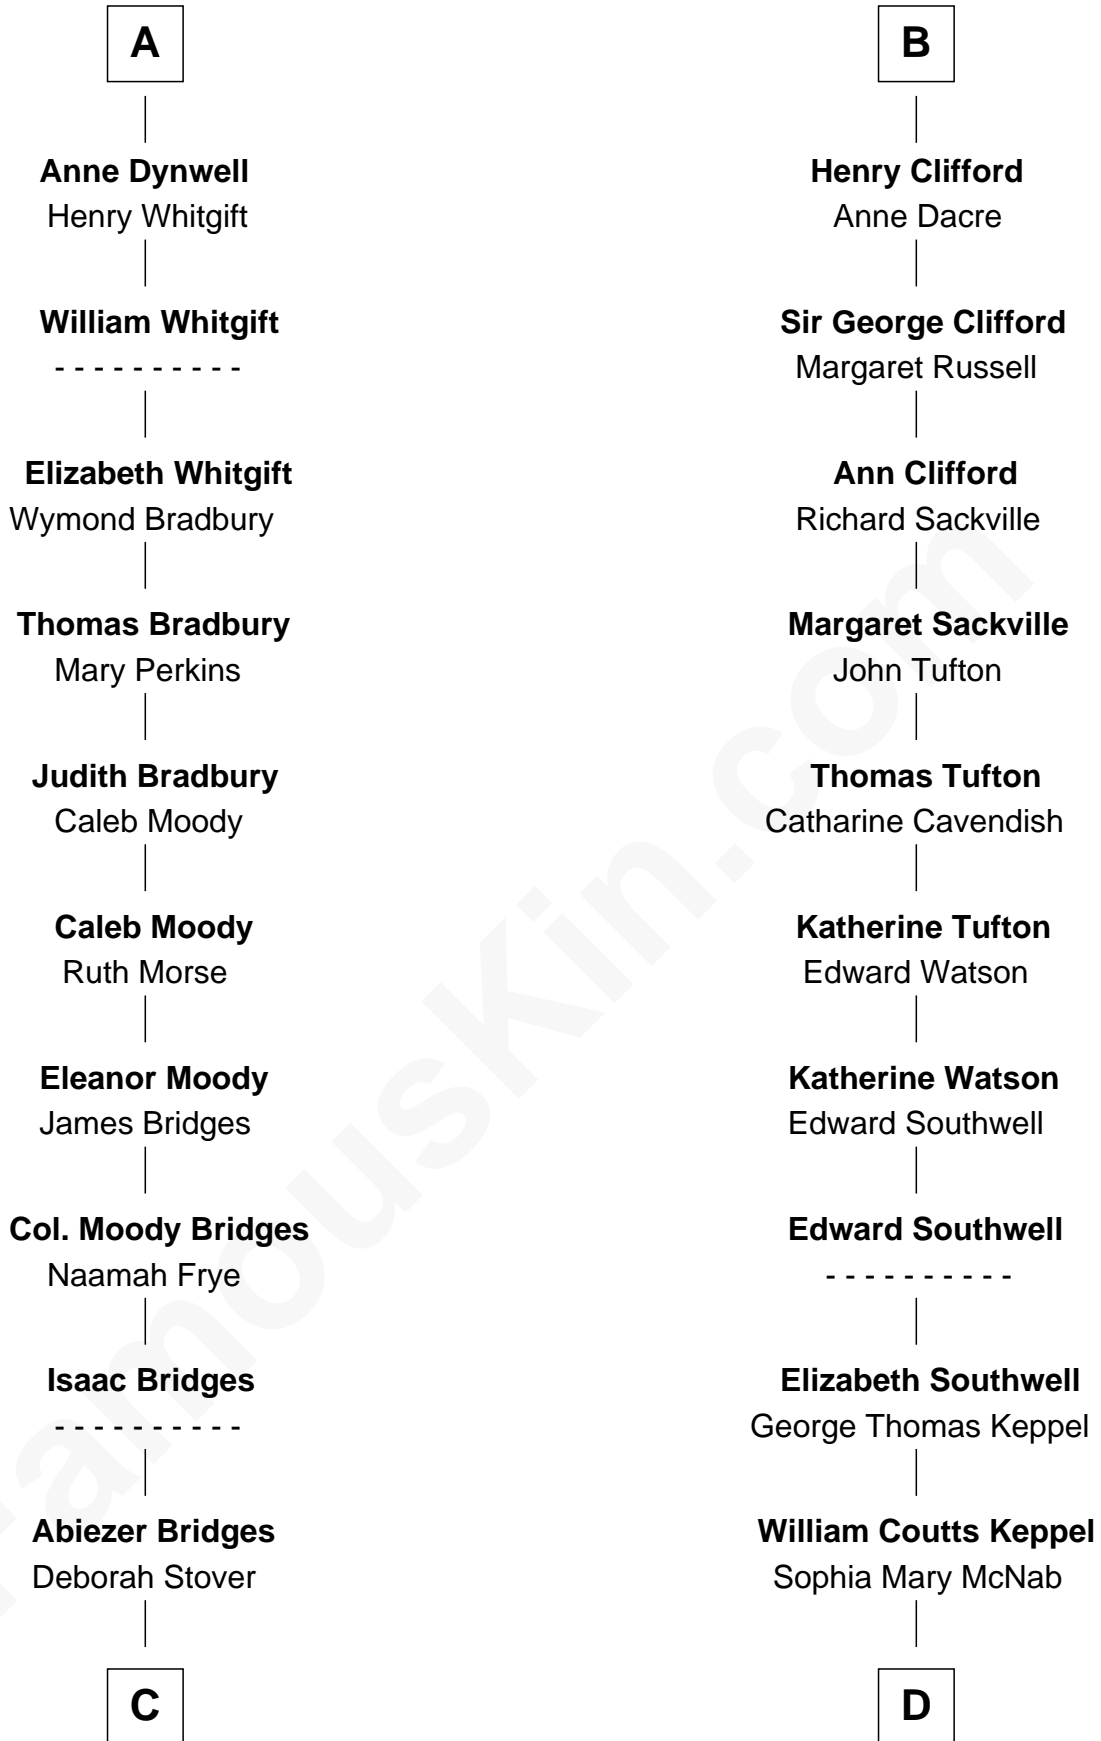 A
Anne Dynwell
Henry Whitgift
William Whitgift
- - - - - - - - - -
Elizabeth Whitgift
Wymond Bradbury
Thomas Bradbury
Mary Perkins
Judith Bradbury
Caleb Moody
Caleb Moody
Ruth Morse
Eleanor Moody
James Bridges
Col. Moody Bridges
Naamah Frye
Isaac Bridges
- - - - - - - - - -
Abiezer Bridges
Deborah Stover
C
B
Henry Clifford
Anne Dacre
Sir George Clifford
Margaret Russell
Ann Clifford
Richard Sackville
Margaret Sackville
John Tufton
Thomas Tufton
Catharine Cavendish
Katherine Tufton
Edward Watson
Katherine Watson
Edward Southwell
Edward Southwell
- - - - - - - - - -
Elizabeth Southwell
George Thomas Keppel
William Coutts Keppel
Sophia Mary McNab
D
FamousKin.com